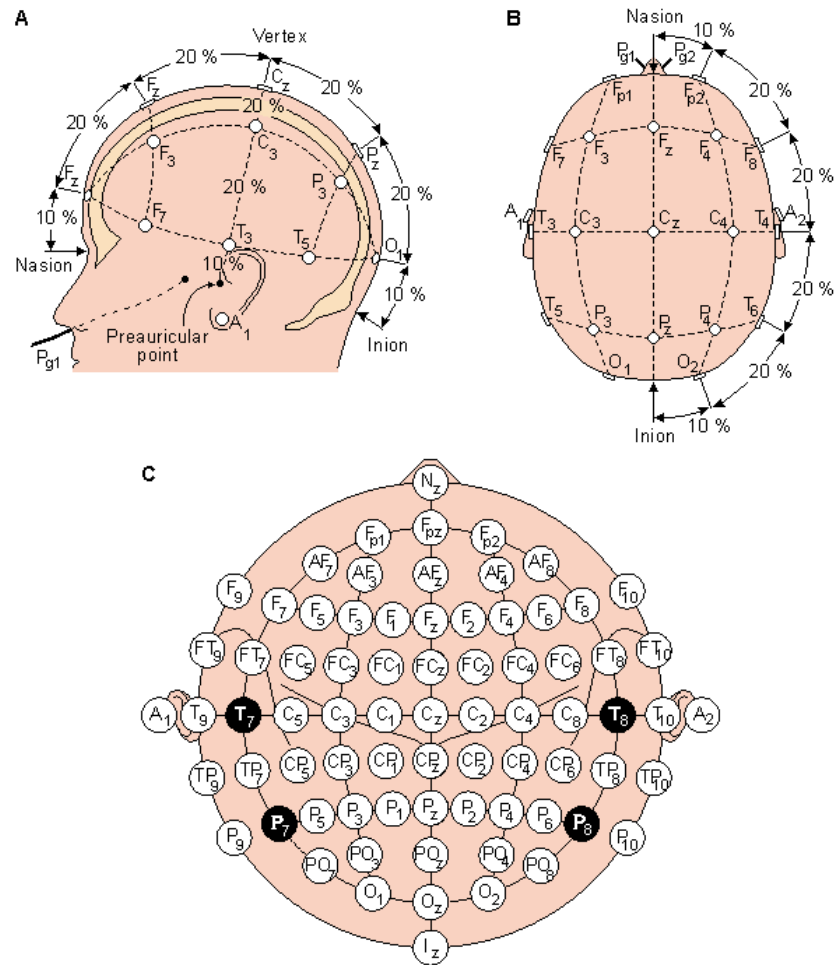 A
Vertex
20 %
20 %
Fz
Cz
20 %
20 %
20 %
F3
C3
Pz
Fz
P3
20 %
20 %
10 %
F7
T3
T5
O1
Nasion
10 %
10 %
Preauricular
point
A1
Inion
Pg1
B
Nasion
10 %
Pg1
Pg2
Fp1
Fp2
20 %
F7
F3
Fz
F4
F8
20 %
A1
T3
C3
Cz
C4
T4
A2
20 %
T5
P3
Pz
P4
T6
O1
O2
20 %
Inion
10 %
C
Nz
Fp1
Fpz
Fp2
AF7
AF3
AFz
AF4
AF8
F9
F7
F5
F3
F1
Fz
F2
F4
F6
F8
F10
FT9
FT7
FC5
FC3
FC1
FCz
FC2
FC4
FC6
FT8
FT10
A1
T9
T7
C5
C3
C1
Cz
C2
C4
C8
T8
T10
A2
TP9
TP7
CP5
CP3
CP1
CPz
CP2
CP4
CP6
TP8
TP10
P9
P7
P5
P3
P1
Pz
P2
P4
P6
P8
P10
PO7
PO3
POz
PO4
PO8
O1
Oz
O2
Iz